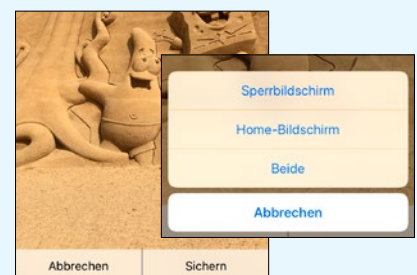 Sperrbildschirm
Home-Bildschirm
Beide
Abbrechen
Abbrechen
Sichern